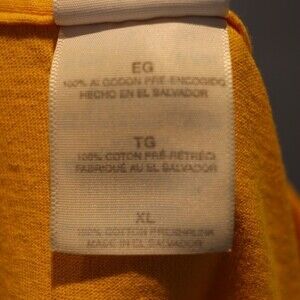 EG
100% ALGODON PRE-ENCOGIDO
HECHO EN EL SALVADOR
TG
100% COTON PRÉ-RÉTRÉCI
FABRIQUÉ AU EL SALVADOR
XL
100% COTTON PRESHRUNK
MADE IN EL SALVADOR